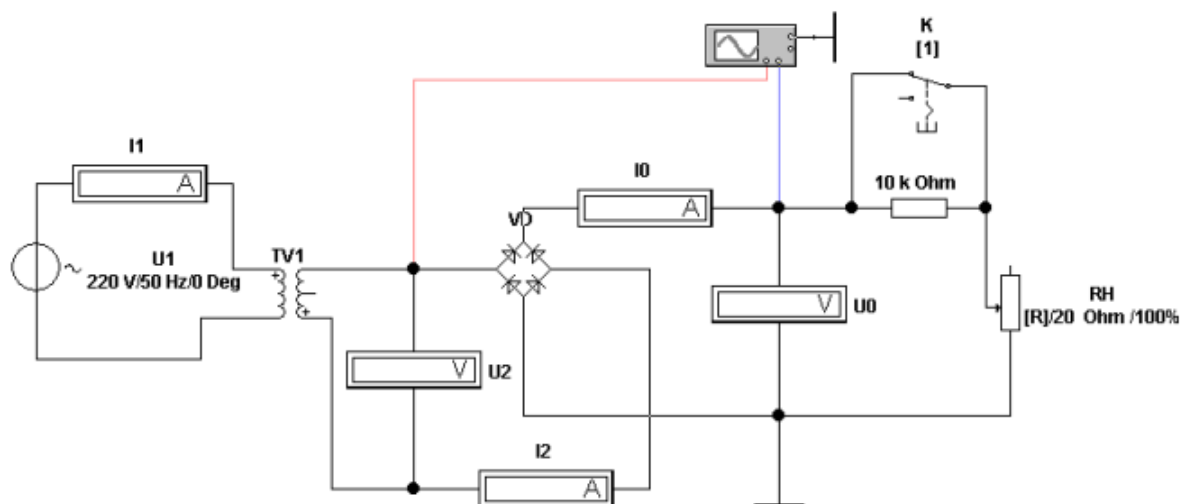 K
[1]
I1
A
I0
A
10 k Ohm
VD
U1
220 V/50 Hz/0 Deg
TV1
V
U0
RH
[R]/20 Ohm /100%
V
U2
I2
A